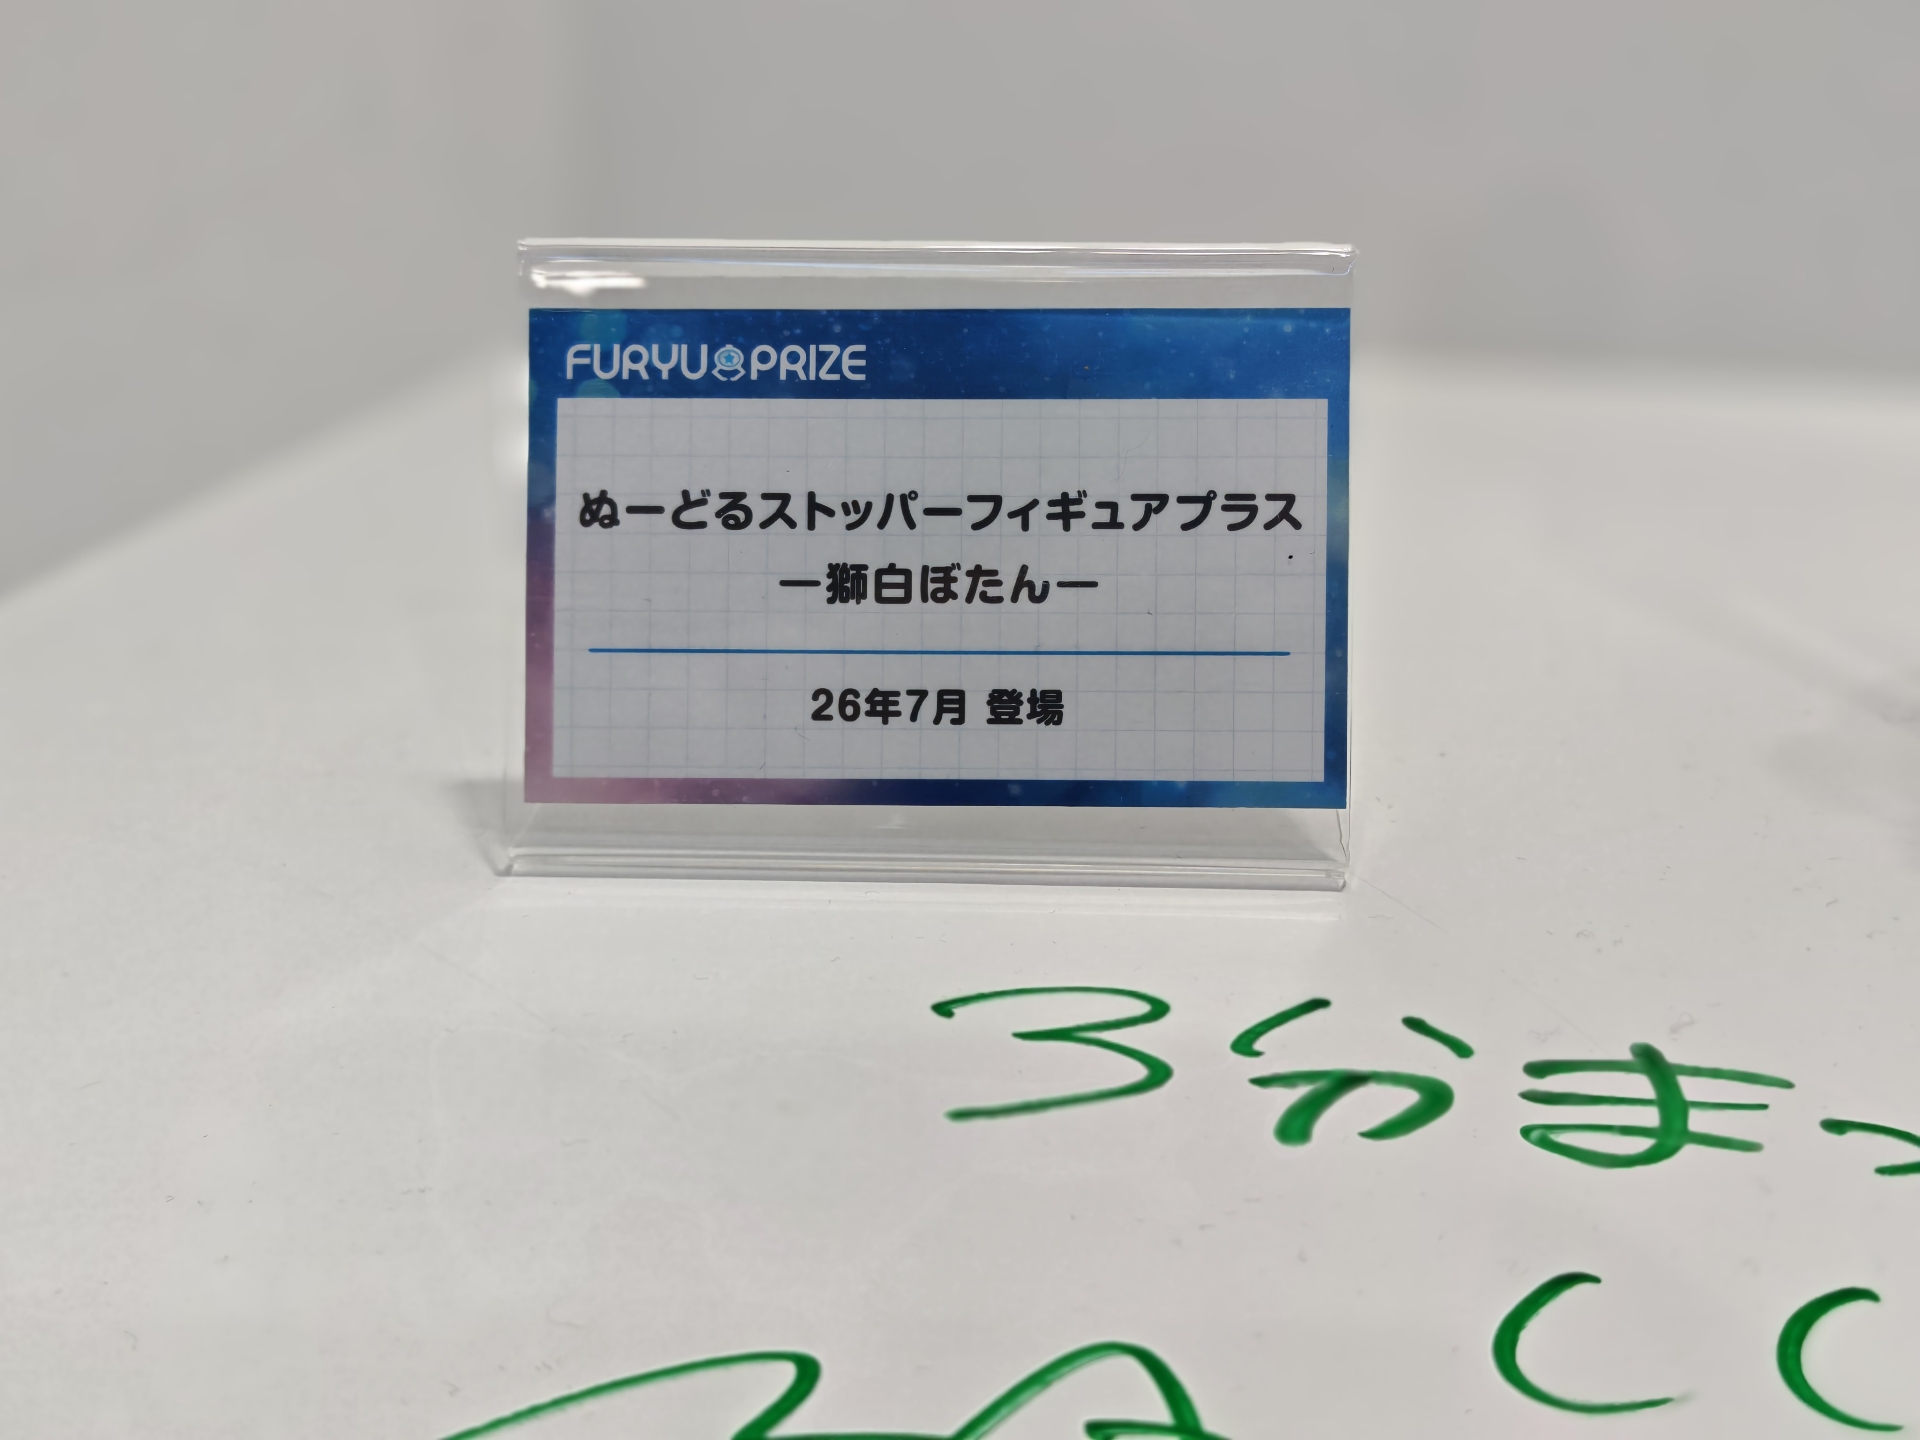 FURYU PRIZE
ぬーどるストッパーフィギュアプラス
ー獅白ぼたんー
26年7月 登場
3分まっ